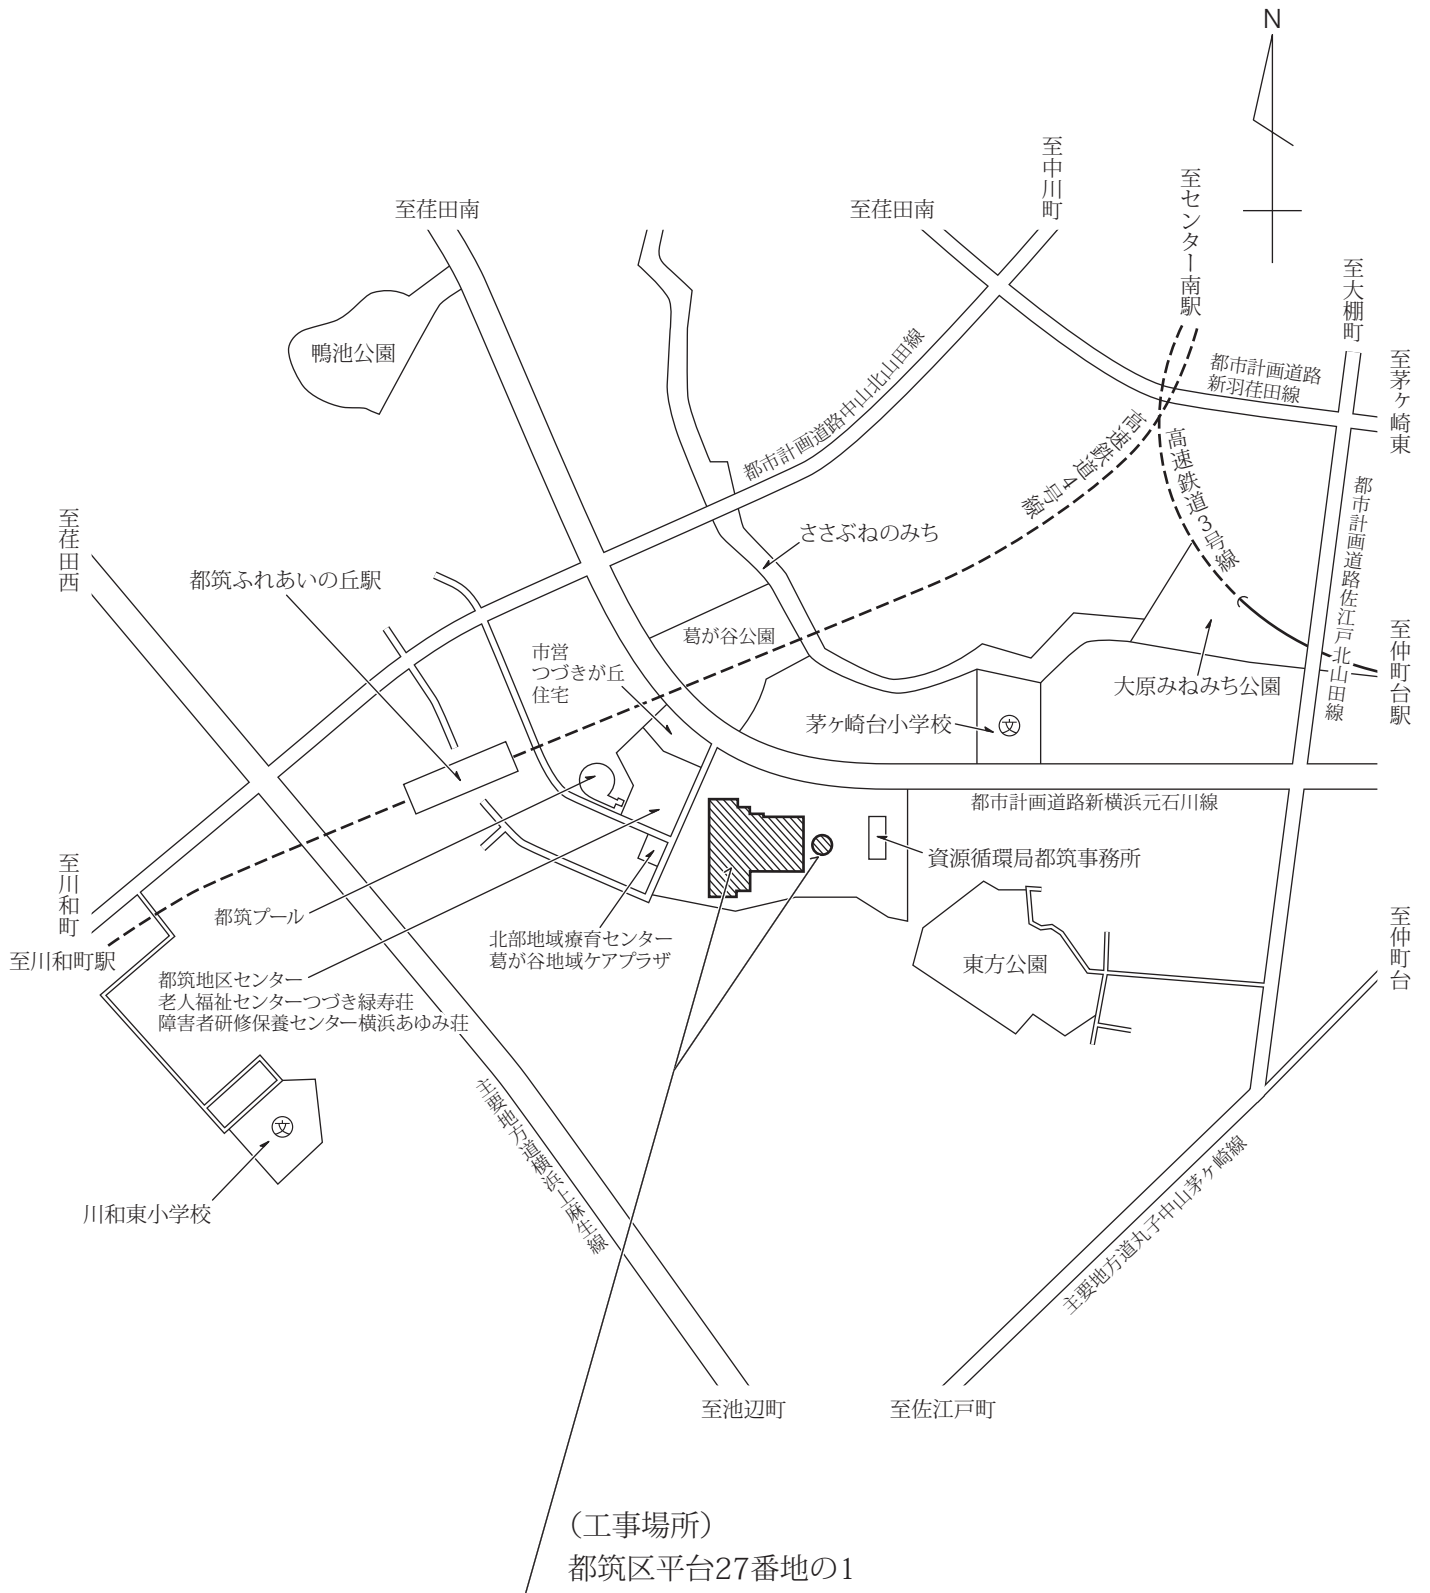 N
至中川町
至センター南駅
至荏田南
至荏田南
至大棚町
至茅ヶ崎東
鴨池公園
都市計画道路中山北山田線
都市計画道路
新羽荏田線
高速鉄道4号線
高速鉄道3号線
都市計画道路佐江戸北山田線
至荏田西
ささぶねのみち
都筑ふれあいの丘駅
葛が谷公園
市営
つづきが丘
住宅
大原みねみち公園
至仲町台駅
茅ヶ崎台小学校
文
都市計画道路新横浜元石川線
資源循環局都筑事務所
至川和町
至川和町駅
都筑プール
北部地域療育センター
葛が谷地域ケアプラザ
都筑地区センター
老人福祉センターつづき緑寿荘
障害者研修保養センター横浜あゆみ荘
東方公園
至仲町台
主要地方道横浜上麻生線
文
川和東小学校
主要地方道丸子中山茅ヶ崎線
至池辺町
至佐江戸町
（工事場所）
都筑区平台27番地の1